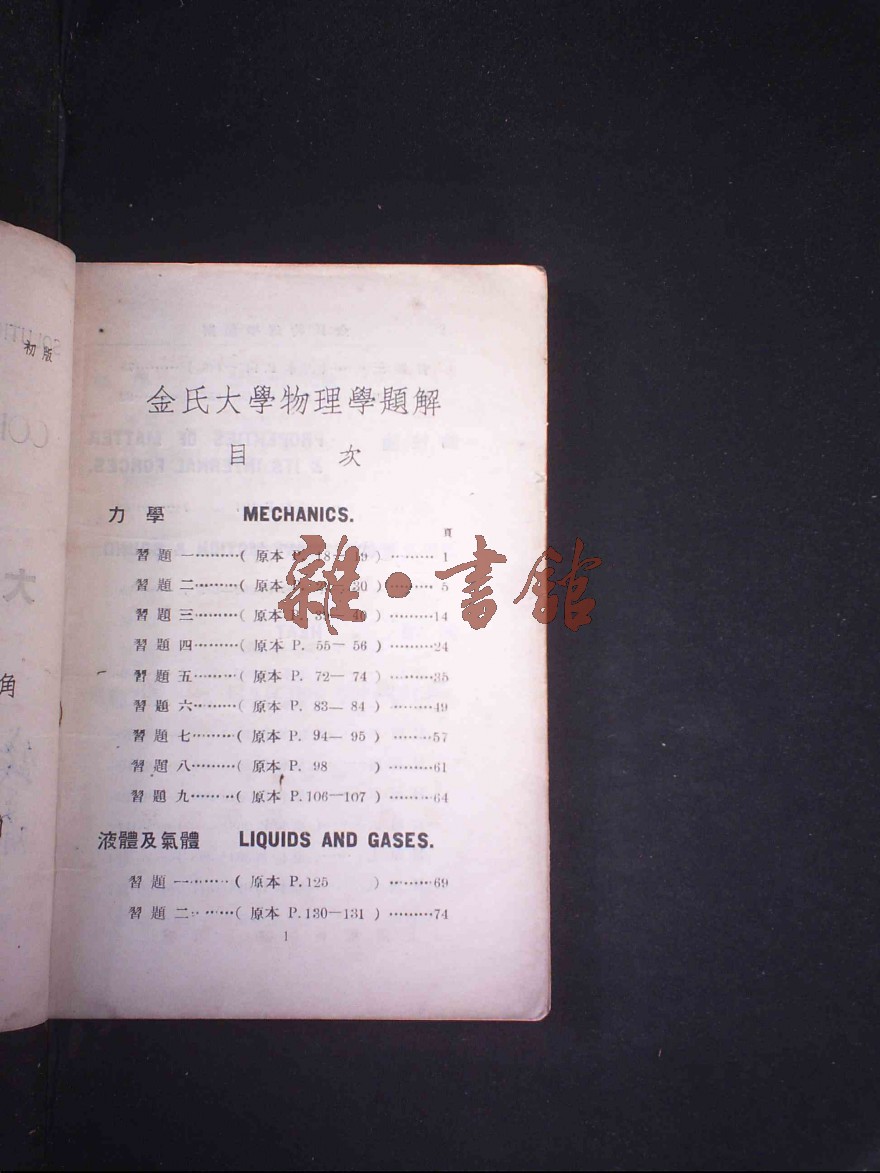 初版
金氏大學物理學題解
目 次
力 學 MECHANICS.
頁
習 題 一………( 原本 P. 18— 19 ) ……… 1
習 題 二………( 原本 30 ) ……… 5
習 題 三………( 原本 P. 40 ) ………14
習 題 四………( 原本 P. 55— 56 ) ………24
習 題 五………( 原本 P. 72— 74 ) ………35
習 題 六………( 原本 P. 83— 84 ) ………49
習 題 七………( 原本 P. 94— 95 ) ………57
習 題 八………( 原本 P. 98 ) ………61
習 題 九………( 原本 P.106—107 ) ………64
液體及氣體 LIQUIDS AND GASES.
習 題 一………( 原本 P.125 ) ………69
習 題 二………( 原本 P.130—131 ) ………74
1
雜·書館
角